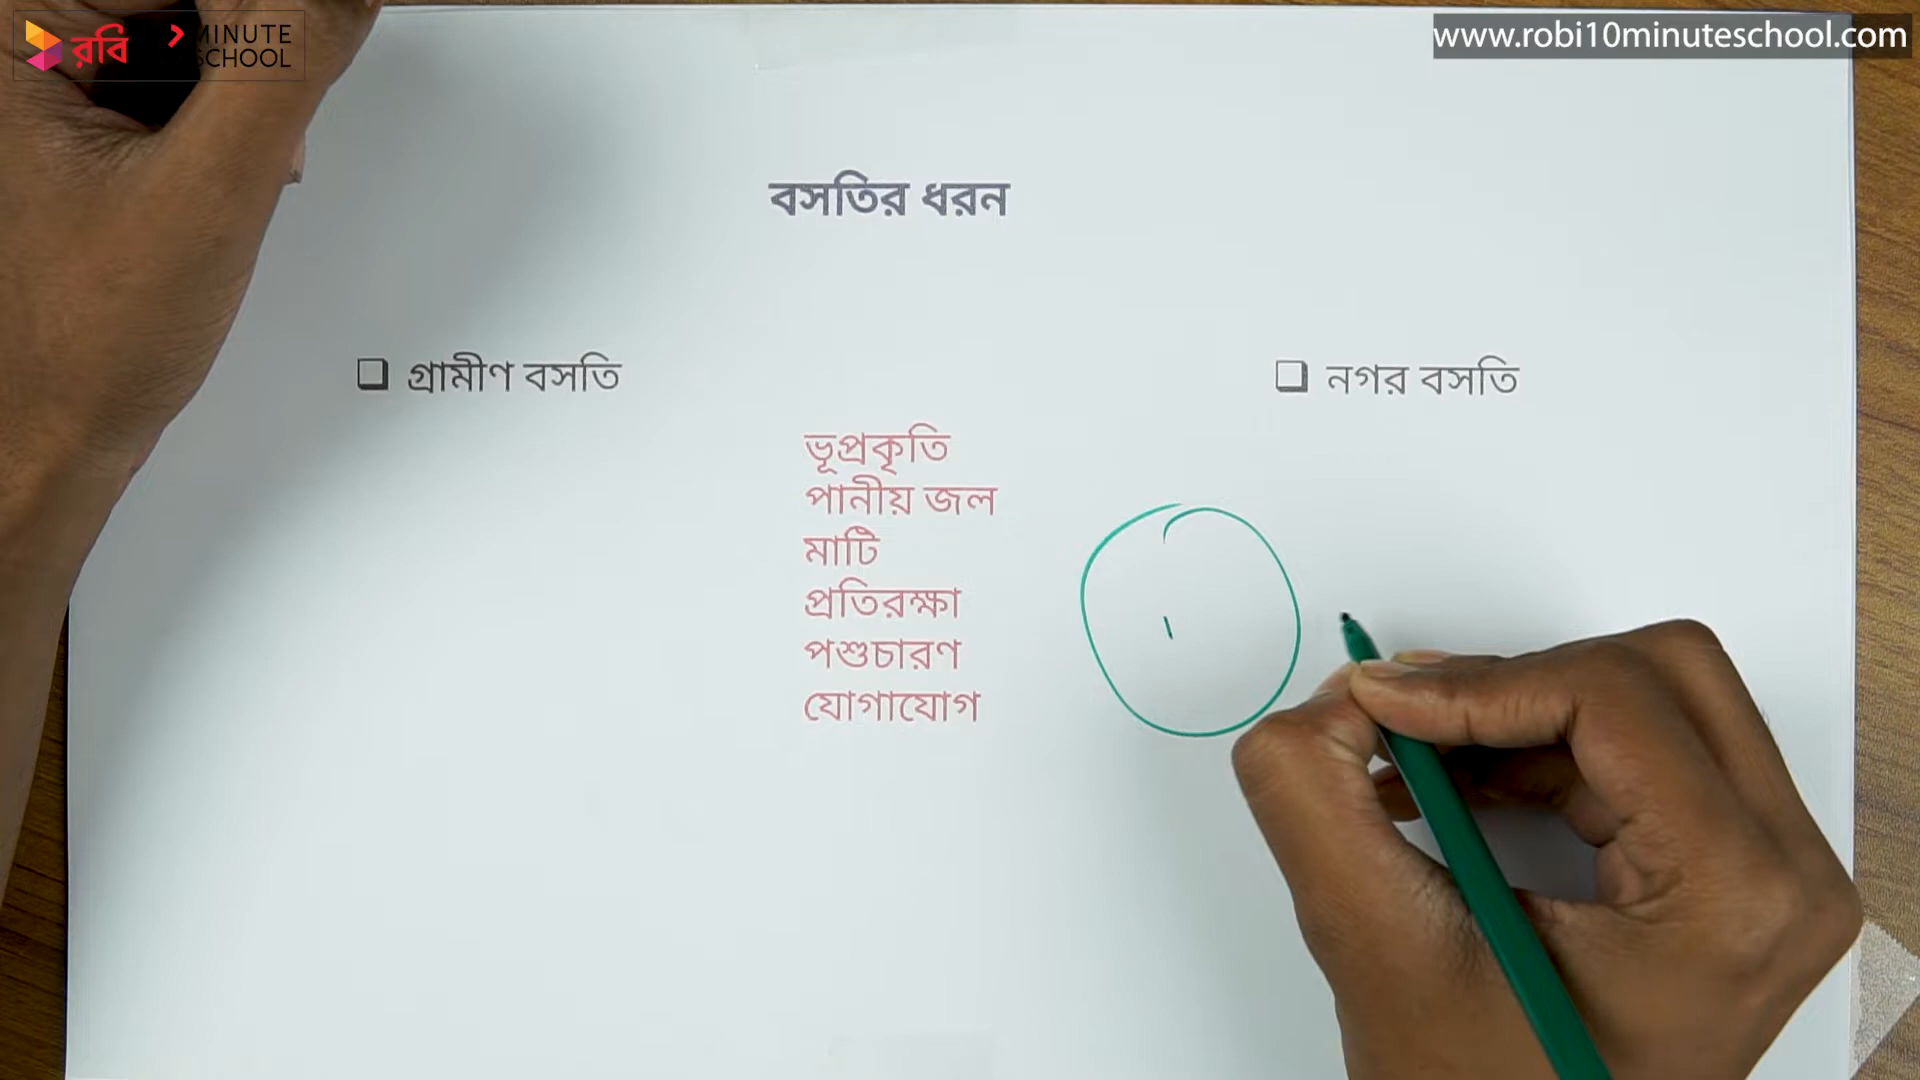 রবি
MINUTE
SCHOOL
www.robi10minuteschool.com
বসতির ধরন
গ্রামীণ বসতি
নগর বসতি
ভূপ্রকৃতি
পানীয় জল
মাটি
প্রতিরক্ষা
পশুচারণ
যোগাযোগ